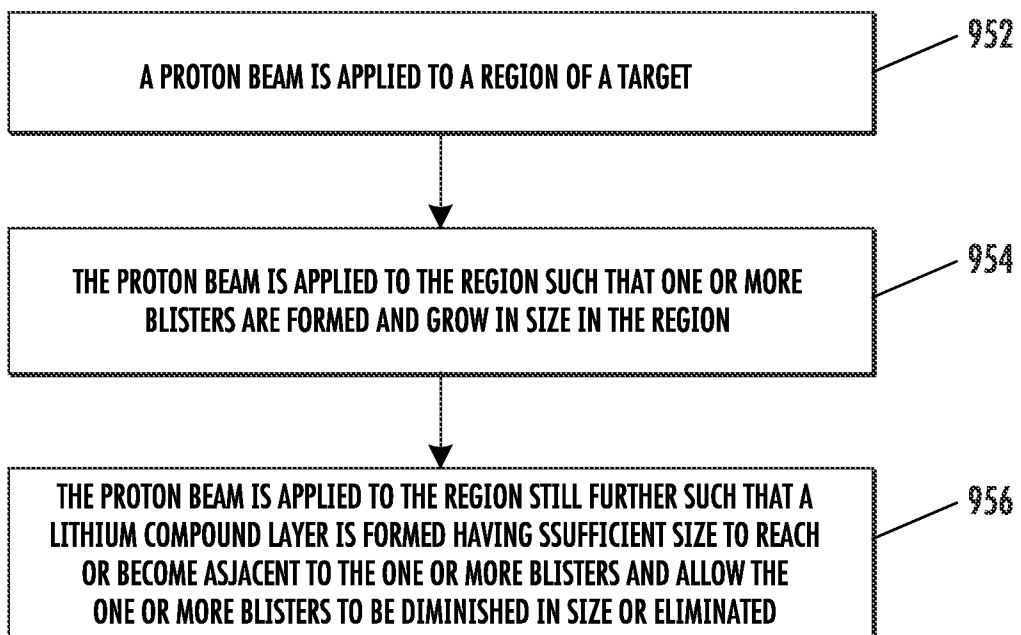 A PROTON BEAM IS APPLIED TO A REGION OF A TARGET
952
THE PROTON BEAM IS APPLIED TO THE REGION SUCH THAT ONE OR MORE
BLISTERS ARE FORMED AND GROW IN SIZE IN THE REGION
954
THE PROTON BEAM IS APPLIED TO THE REGION STILL FURTHER SUCH THAT A
LITHIUM COMPOUND LAYER IS FORMED HAVING SSUFFICIENT SIZE TO REACH
OR BECOME ASJACENT TO THE ONE OR MORE BLISTERS AND ALLOW THE
ONE OR MORE BLISTERS TO BE DIMINISHED IN SIZE OR ELIMINATED
956